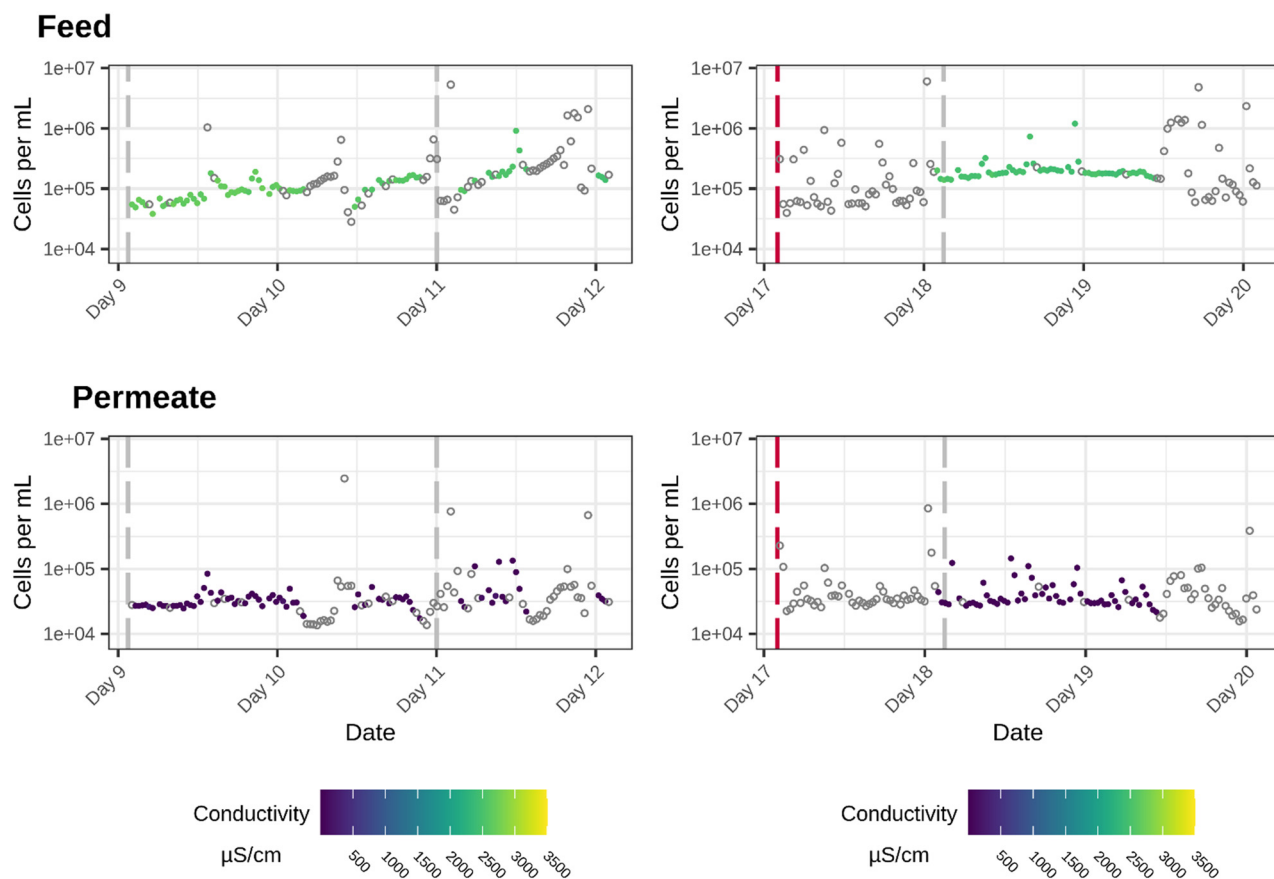 Feed
Cells per mL
1e+07
1e+06
1e+05
1e+04
Day 9
Day 10
Day 11
Day 12
Cells per mL
1e+07
1e+06
1e+05
1e+04
Day 17
Day 18
Day 19
Day 20
Permeate
Cells per mL
1e+07
1e+06
1e+05
1e+04
Day 9
Day 10
Day 11
Day 12
Date
Cells per mL
1e+07
1e+06
1e+05
1e+04
Day 17
Day 18
Day 19
Day 20
Date
Conductivity
µS/cm
500
1000
1500
2000
2500
3000
3500
Conductivity
µS/cm
500
1000
1500
2000
2500
3000
3500